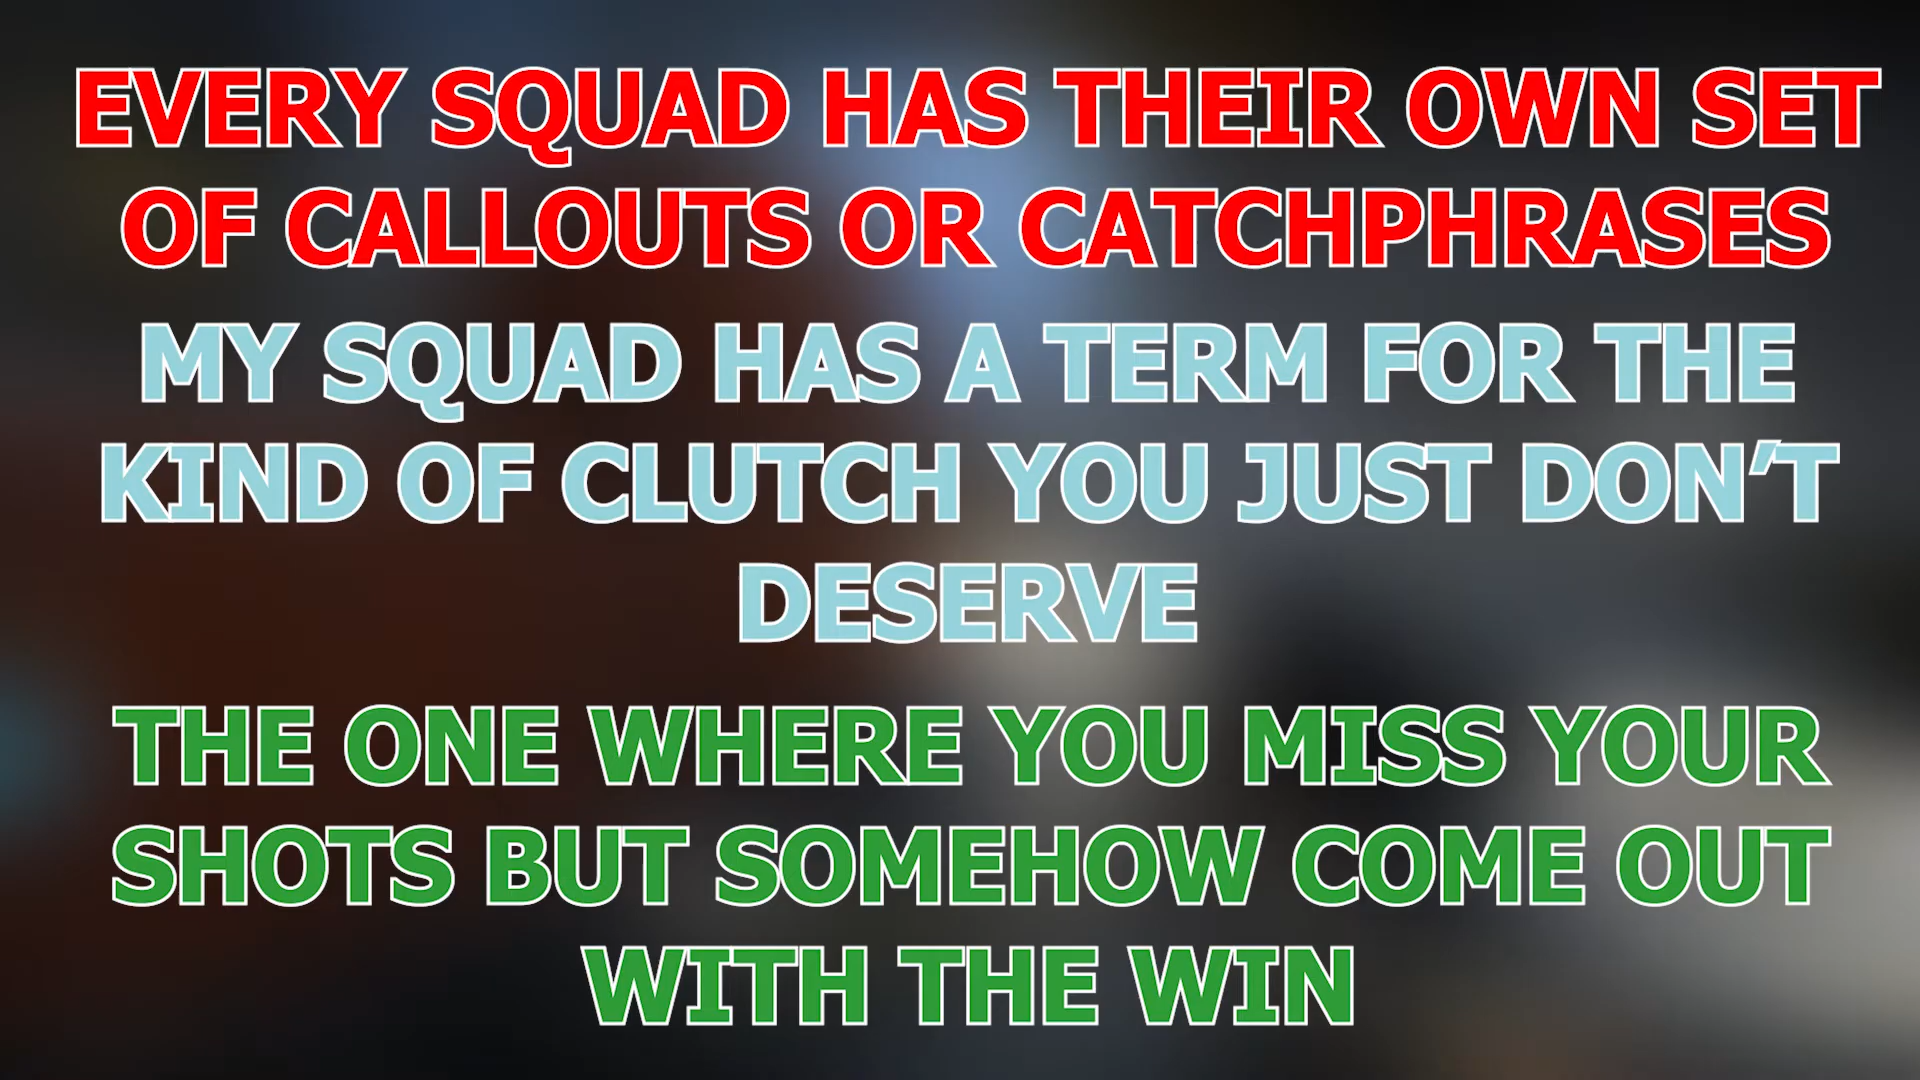 EVERY SQUAD HAS THEIR OWN SET
OF CALLOUTS OR CATCHPHRASES
MY SQUAD HAS A TERM FOR THE
KIND OF CLUTCH YOU JUST DON’T
DESERVE
THE ONE WHERE YOU MISS YOUR
SHOTS BUT SOMEHOW COME OUT
WITH THE WIN